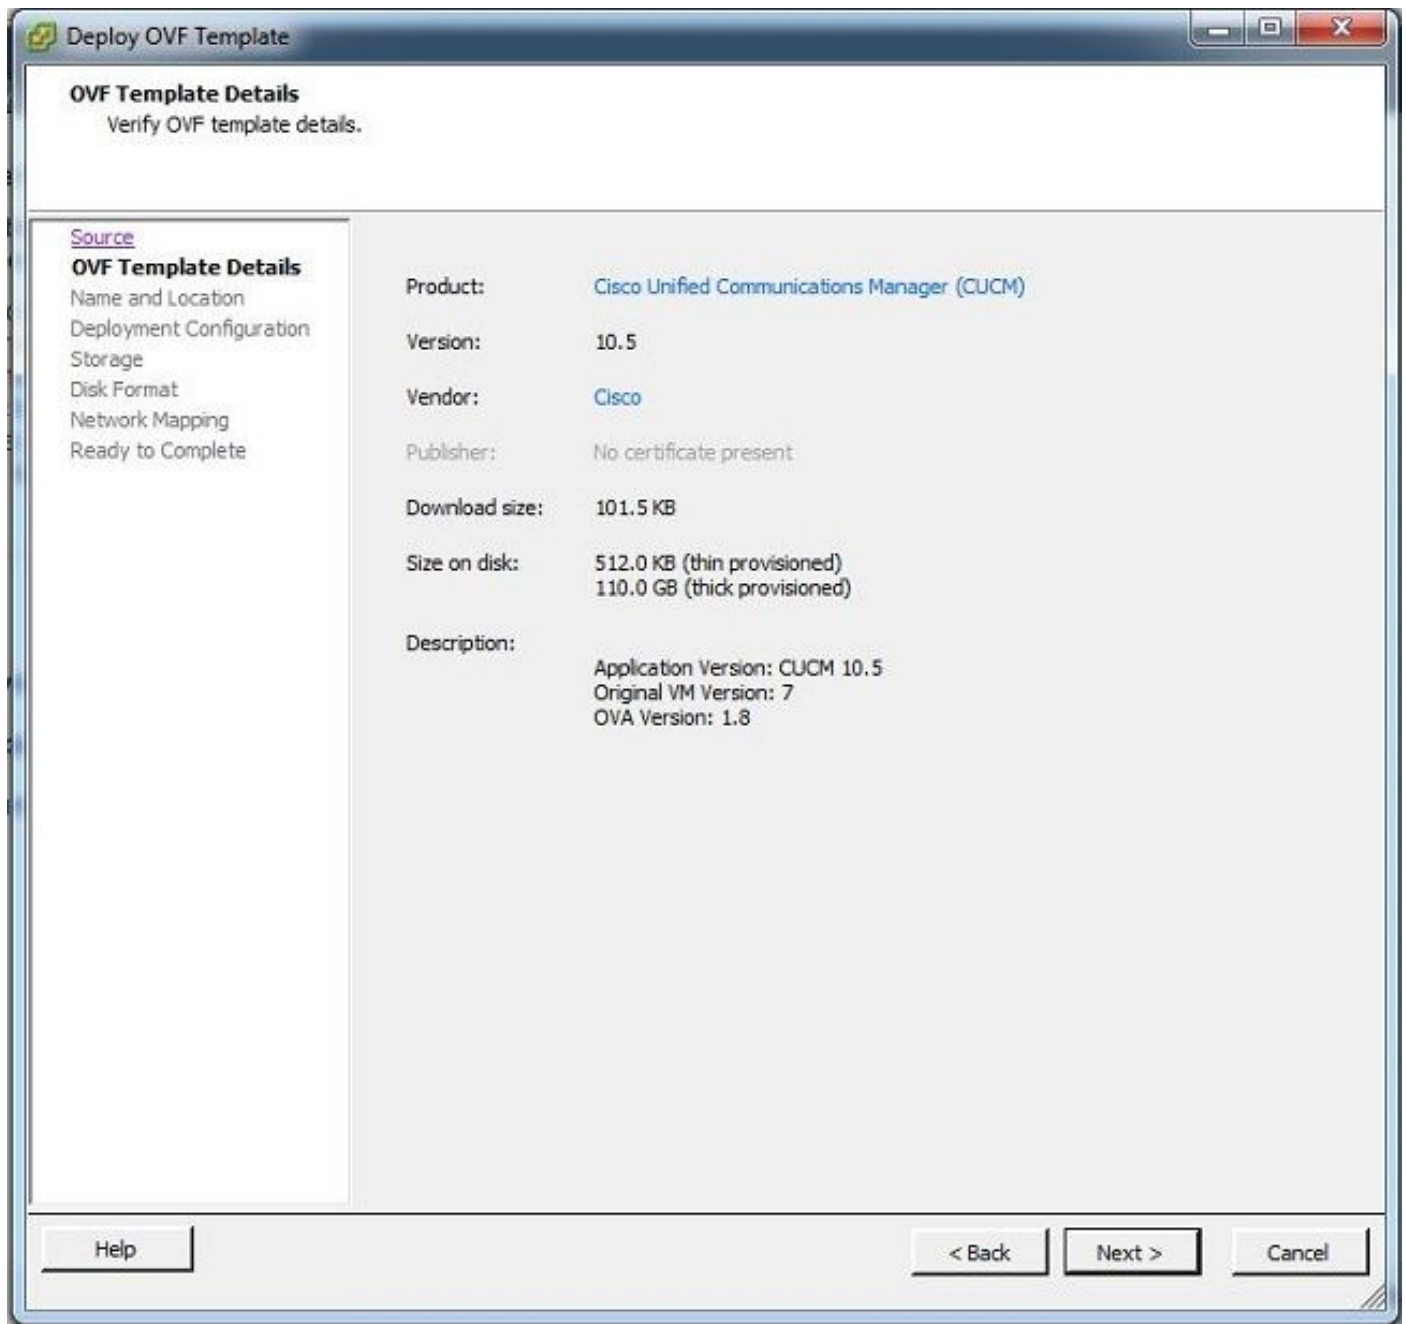 Deploy OVF Template
OVF Template Details
Verify OVF template details.
Source
OVF Template Details
Name and Location
Deployment Configuration
Storage
Disk Format
Network Mapping
Ready to Complete
Product: Cisco Unified Communications Manager (CUCM)
Version: 10.5
Vendor: Cisco
Publisher: No certificate present
Download size: 101.5 KB
Size on disk: 512.0 KB (thin provisioned)
110.0 GB (thick provisioned)
Description:
Application Version: CUCM 10.5
Original VM Version: 7
OVA Version: 1.8
Help < Back Next > Cancel